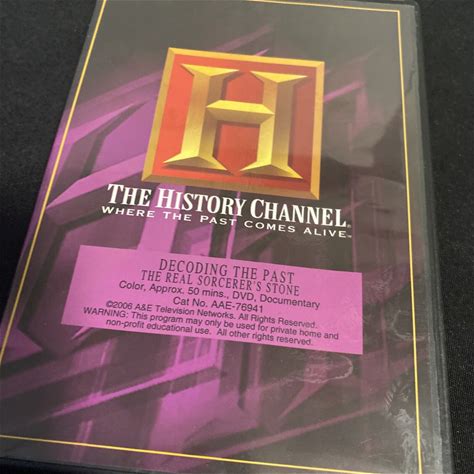 H
THE HISTORY CHANNEL®
WHERE THE PAST COMES ALIVE™
DECODING THE PAST
THE REAL SORCERER'S STONE
Color, Approx. 50 mins., DVD, Documentary
Cat No. AAE-76941
©2006 A&E Television Networks. All Rights Reserved.
WARNING: This program may only be used for private home and
non-profit educational use. All other rights reserved.